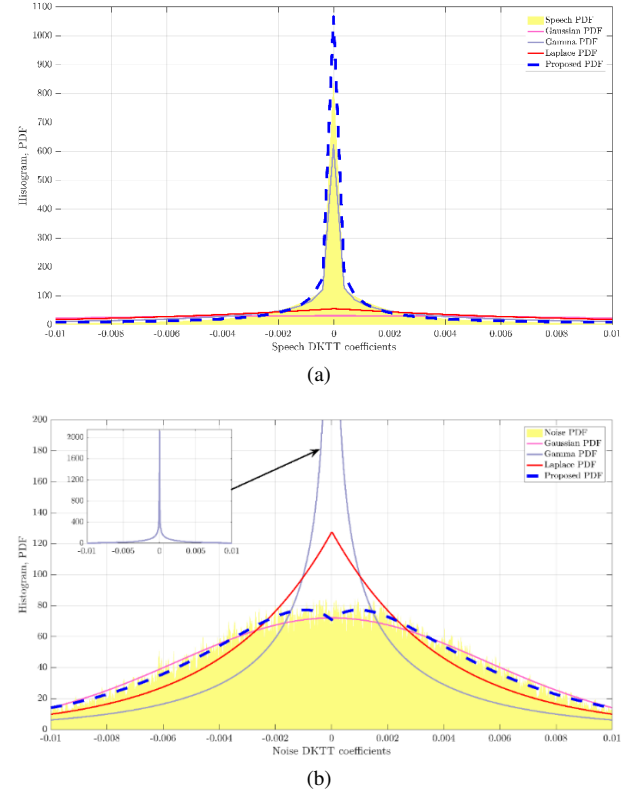 1100
1000
900
800
700
600
500
400
300
200
100
0
Histogram, PDF
Speech PDF
Gaussian PDF
Gamma PDF
Laplace PDF
Proposed PDF
-0.01 -0.008 -0.006 -0.004 -0.002 0 0.002 0.004 0.006 0.008 0.01
Speech DKTT coefficients
(a)
200
180
160
140
120
100
80
60
40
20
0
Histogram, PDF
2000
1600
1200
800
400
0
-0.01 -0.005 0 0.005 0.01
Noise PDF
Gaussian PDF
Gamma PDF
Laplace PDF
Proposed PDF
-0.01 -0.008 -0.006 -0.004 -0.002 0 0.002 0.004 0.006 0.008 0.01
Noise DKTT coefficients
(b)